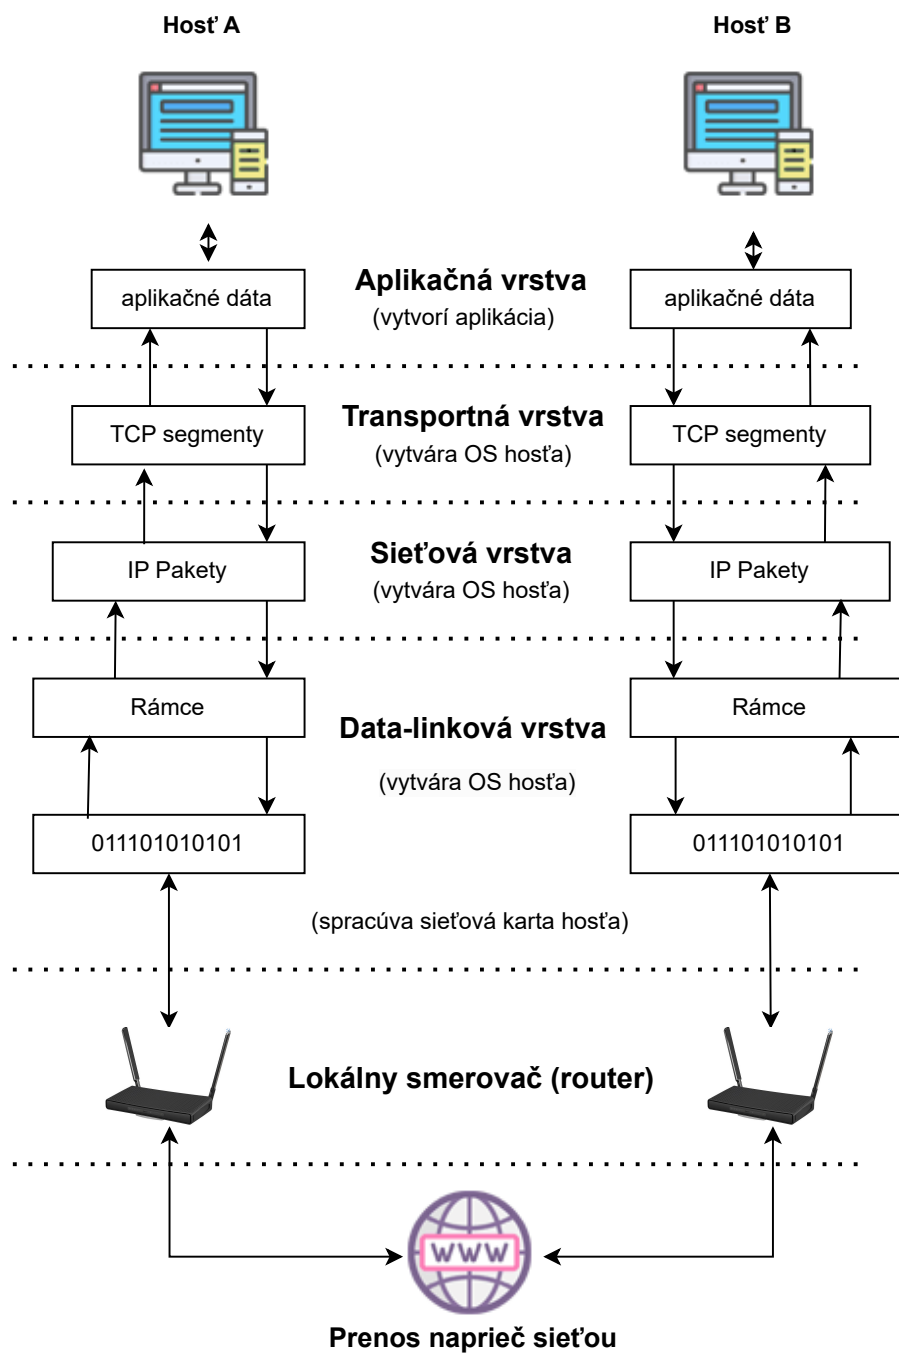 Hosť A
Hosť B
aplikačné dáta
Aplikačná vrstva
(vytvorí aplikácia)
aplikačné dáta
TCP segmenty
Transportná vrstva
(vytvára OS hosťa)
TCP segmenty
IP Pakety
Sieťová vrstva
(vytvára OS hosťa)
IP Pakety
Rámce
Data-linková vrstva
(vytvára OS hosťa)
Rámce
011101010101
011101010101
(spracúva sieťová karta hosťa)
Lokálny smerovač (router)
WWW
Prenos naprieč sieťou